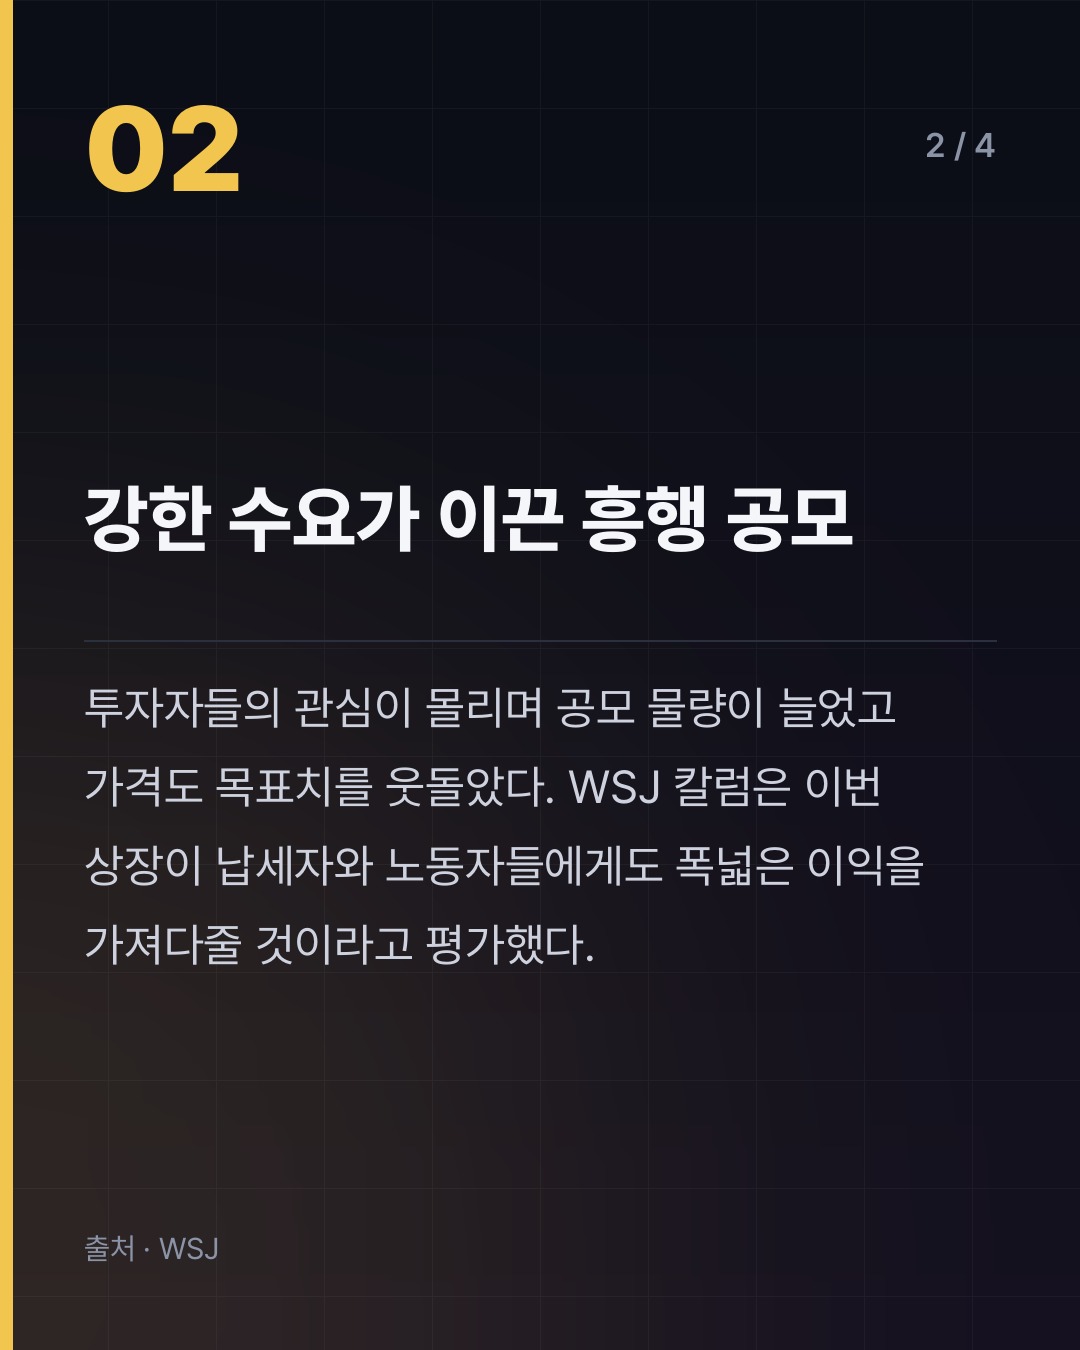 02
2 / 4
강한 수요가 이끈 흥행 공모
투자자들의 관심이 몰리며 공모 물량이 늘었고
가격도 목표치를 웃돌았다. WSJ 칼럼은 이번
상장이 납세자와 노동자들에게도 폭넓은 이익을
가져다줄 것이라고 평가했다.
출처 · WSJ